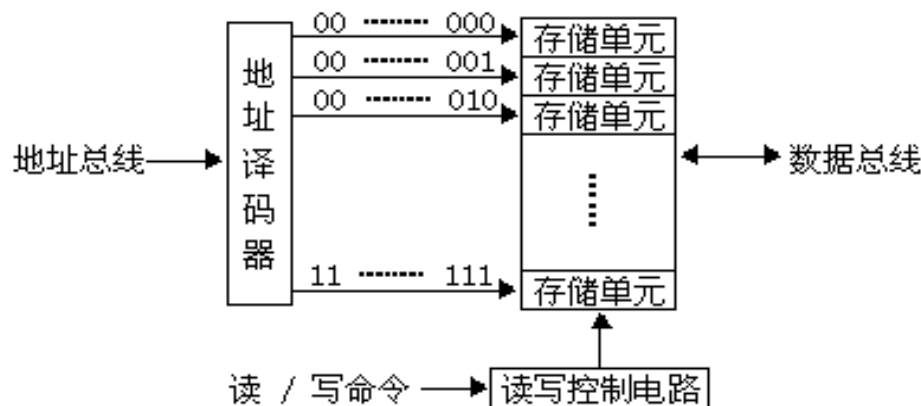 00 ┅┅ 000 存储单元
00 ┅┅ 001 存储单元
00 ┅┅ 010 存储单元
地址总线
地址译码器
数据总线
11 ┅┅ 111 存储单元
读 / 写命令
读写控制电路